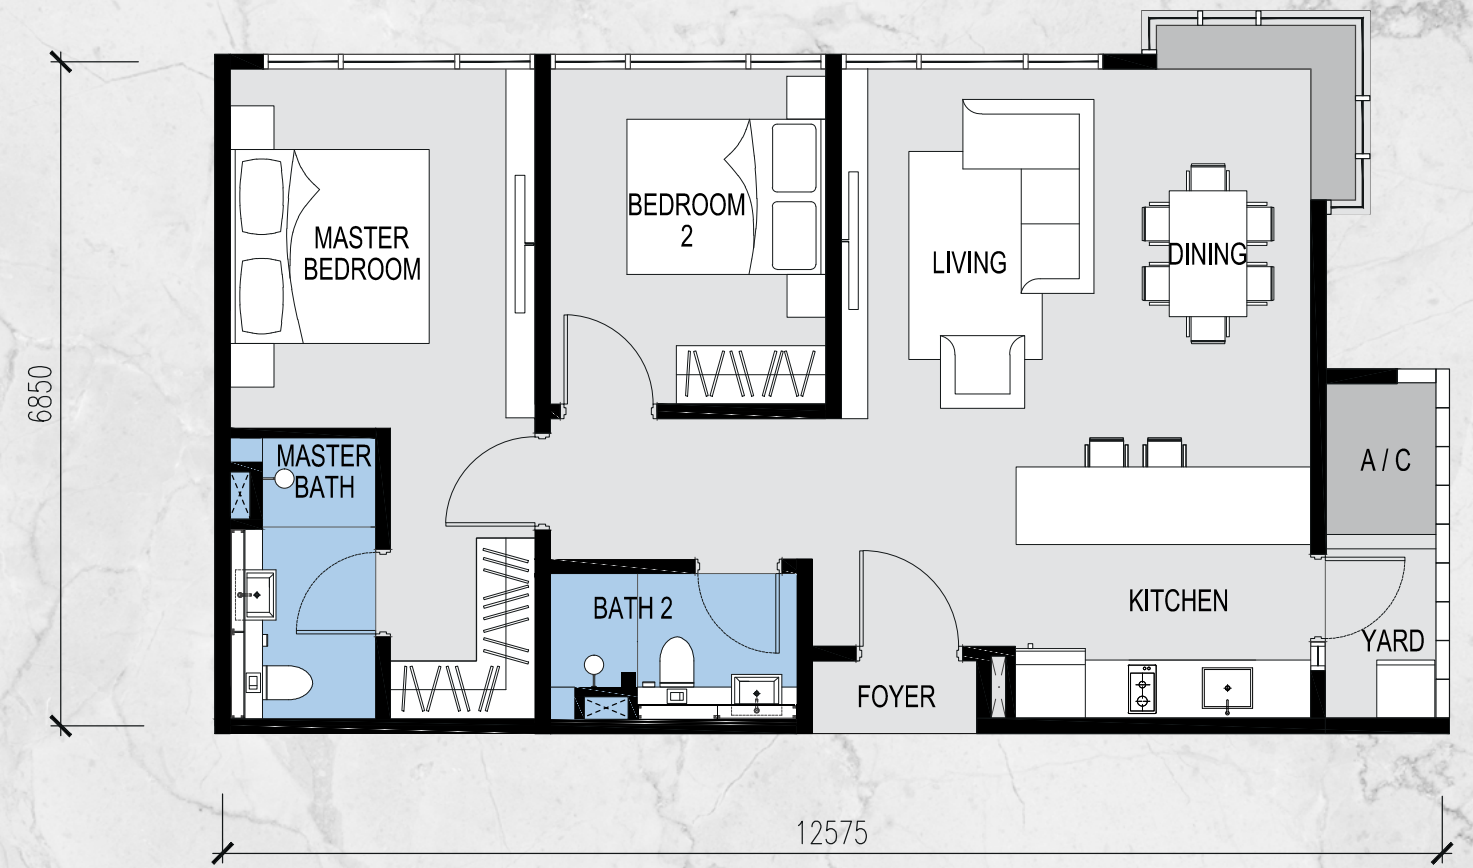 MASTER
BEDROOM
BEDROOM
2
LIVING
DINING
6850
MASTER
BATH
A / C
BATH 2
KITCHEN
YARD
FOYER
12575